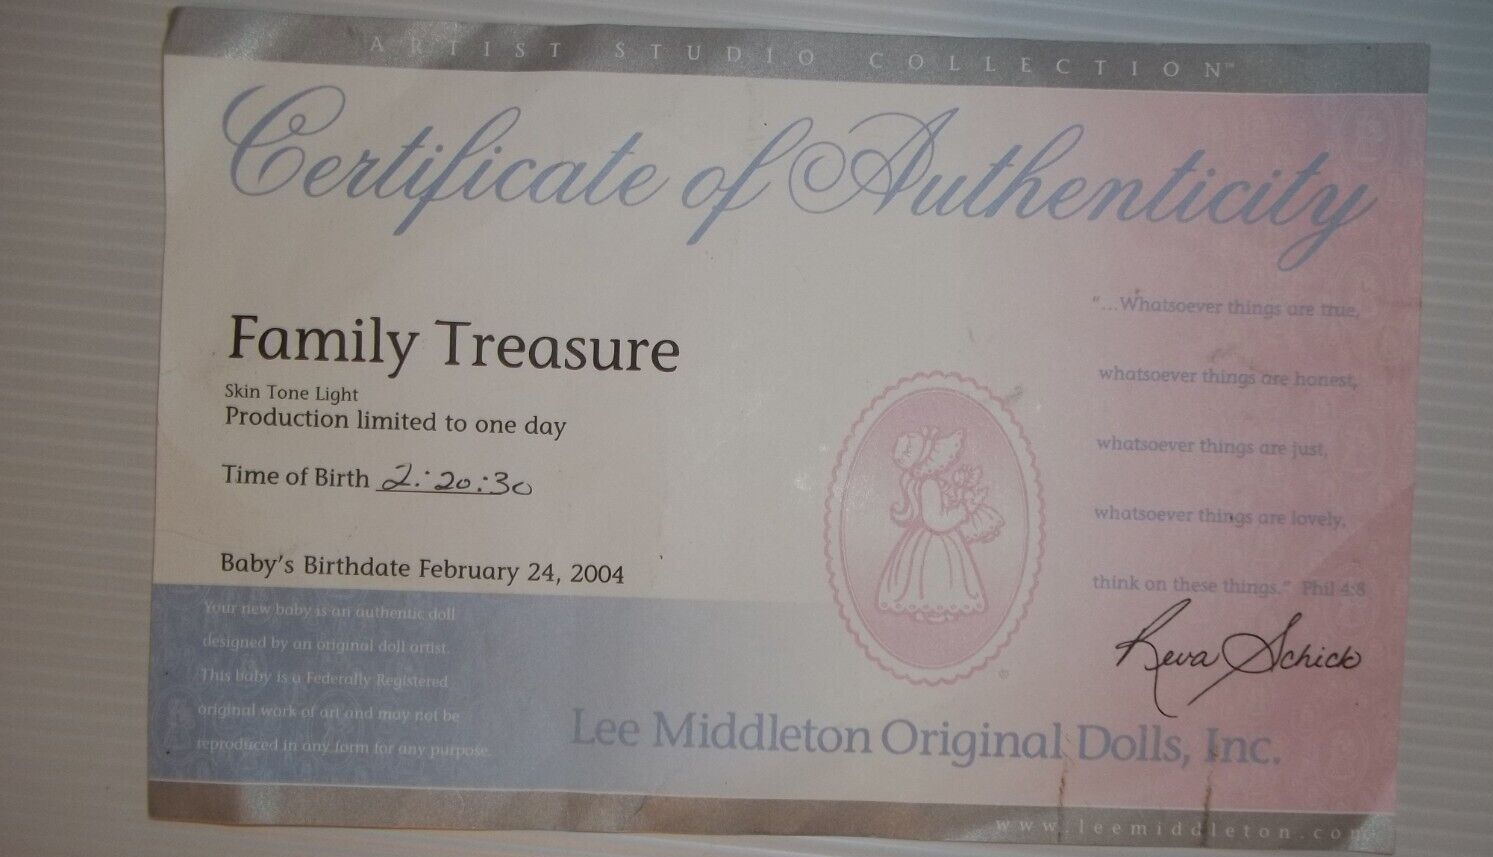 ARTIST STUDIO COLLECTION™
Certificate of Authenticity
Family Treasure
Skin Tone Light
Production limited to one day
Time of Birth 2:20:30
Baby's Birthdate February 24, 2004
Your new baby is an authentic doll
designed by an original doll artist.
This baby is a Federally Registered
original work of art and may not be
reproduced in any form for any purpose.
"...Whatsoever things are true,
whatsoever things are honest,
whatsoever things are just,
whatsoever things are lovely,
think on these things." Phil 4:8
Reva Schick
®
Lee Middleton Original Dolls, Inc.
www.leemiddleton.com